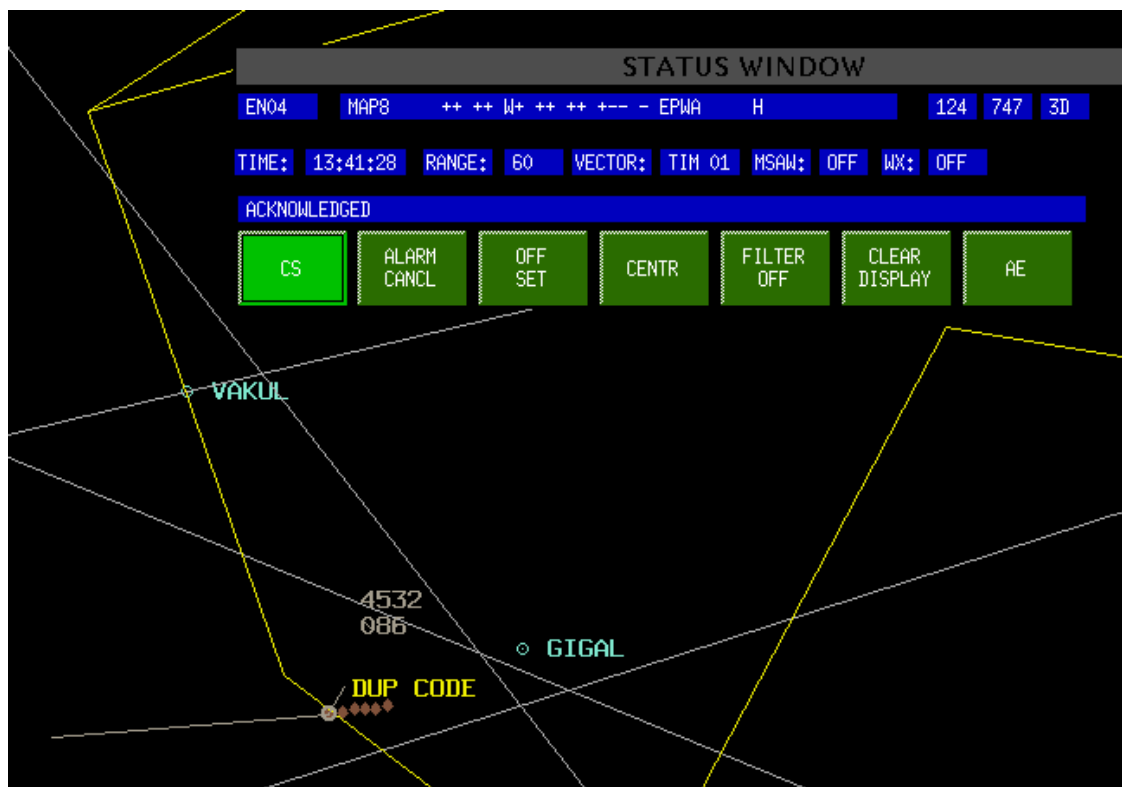 STATUS WINDOW
EN04 MAP8 ++ ++ W+ ++ ++ +-- - EPWA H 124 747 3D
TIME: 13:41:28 RANGE: 60 VECTOR: TIM 01 MSAW: OFF WX: OFF
ACKNOWLEDGED
CS
ALARM
CANCL
OFF
SET
CENTR
FILTER
OFF
CLEAR
DISPLAY
AE
VAKUL
4532
086
GIGAL
DUP CODE